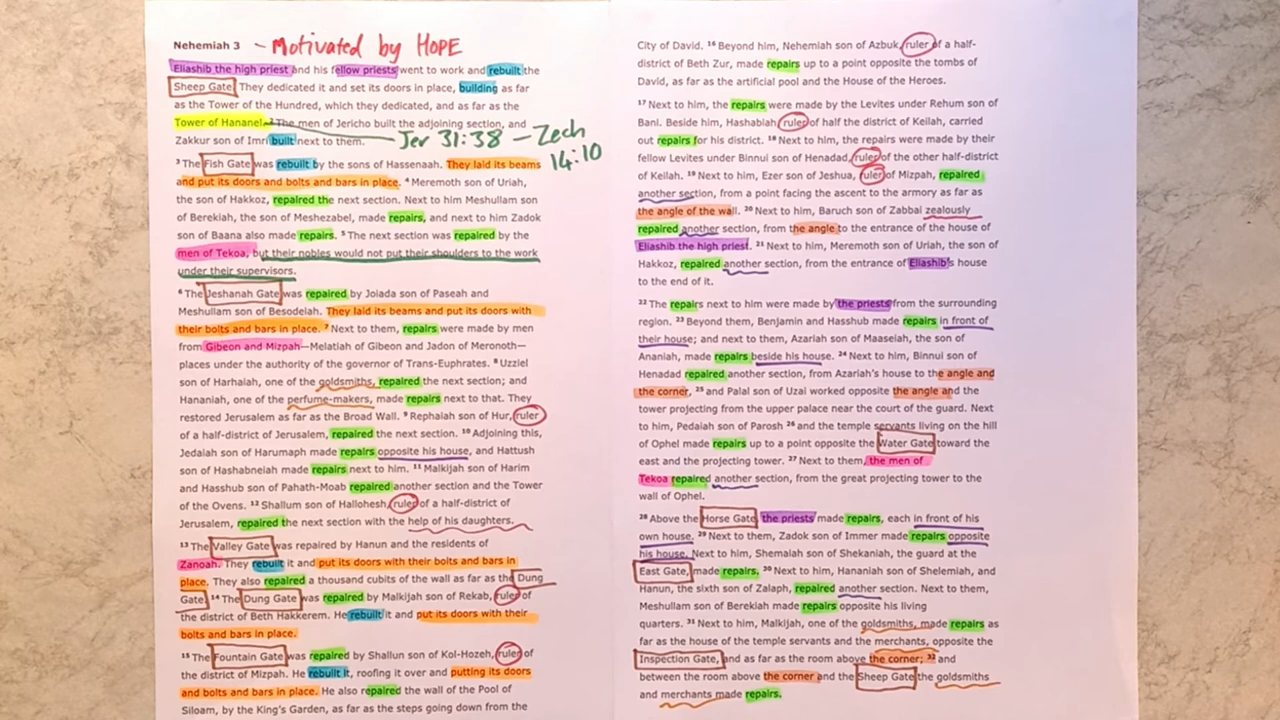 Nehemiah 3 - Motivated by HOPE
Eliashib the high priest and his fellow priests went to work and rebuilt the
Sheep Gate. They dedicated it and set its doors in place, building as far
as the Tower of the Hundred, which they dedicated, and as far as the
Tower of Hananel. ² The men of Jericho built the adjoining section, and
Zakkur son of Imri built next to them.
Jer 31:38 - Zech
14:10
³ The Fish Gate was rebuilt by the sons of Hassenaah. They laid its beams
and put its doors and bolts and bars in place. ⁴ Meremoth son of Uriah,
the son of Hakkoz, repaired the next section. Next to him Meshullam son
of Berekiah, the son of Meshezabel, made repairs, and next to him Zadok
son of Baana also made repairs. ⁵ The next section was repaired by the
men of Tekoa, but their nobles would not put their shoulders to the work
under their supervisors.
⁶ The Jeshanah Gate was repaired by Joiada son of Paseah and
Meshullam son of Besodeiah. They laid its beams and put its doors with
their bolts and bars in place. ⁷ Next to them, repairs were made by men
from Gibeon and Mizpah—Melatiah of Gibeon and Jadon of Meronoth—
places under the authority of the governor of Trans-Euphrates. ⁸ Uzziel
son of Harhaiah, one of the goldsmiths, repaired the next section; and
Hananiah, one of the perfume-makers, made repairs next to that. They
restored Jerusalem as far as the Broad Wall. ⁹ Rephaiah son of Hur, ruler
of a half-district of Jerusalem, repaired the next section. ¹⁰ Adjoining this,
Jedaiah son of Harumaph made repairs opposite his house, and Hattush
son of Hashabneiah made repairs next to him. ¹¹ Malkijah son of Harim
and Hasshub son of Pahath-Moab repaired another section and the Tower
of the Ovens. ¹² Shallum son of Hallohesh, ruler of a half-district of
Jerusalem, repaired the next section with the help of his daughters.
¹³ The Valley Gate was repaired by Hanun and the residents of
Zanoah. They rebuilt it and put its doors with their bolts and bars in
place. They also repaired a thousand cubits of the wall as far as the Dung
Gate. ¹⁴ The Dung Gate was repaired by Malkijah son of Rekab, ruler of
the district of Beth Hakkerem. He rebuilt it and put its doors with their
bolts and bars in place.
¹⁵ The Fountain Gate was repaired by Shallun son of Kol-Hozeh, ruler of
the district of Mizpah. He rebuilt it, roofing it over and putting its doors
and bolts and bars in place. He also repaired the wall of the Pool of
Siloam, by the King's Garden, as far as the steps going down from the
City of David. ¹⁶ Beyond him, Nehemiah son of Azbuk, ruler of a half-
district of Beth Zur, made repairs up to a point opposite the tombs of
David, as far as the artificial pool and the House of the Heroes.
¹⁷ Next to him, the repairs were made by the Levites under Rehum son of
Bani. Beside him, Hashabiah, ruler of half the district of Keilah, carried
out repairs for his district. ¹⁸ Next to him, the repairs were made by their
fellow Levites under Binnui son of Henadad, ruler of the other half-district
of Keilah. ¹⁹ Next to him, Ezer son of Jeshua, ruler of Mizpah, repaired
another section, from a point facing the ascent to the armory as far as
the angle of the wall. ²⁰ Next to him, Baruch son of Zabbai zealously
repaired another section, from the angle to the entrance of the house of
Eliashib the high priest. ²¹ Next to him, Meremoth son of Uriah, the son of
Hakkoz, repaired another section, from the entrance of Eliashib's house
to the end of it.
²² The repairs next to him were made by the priests from the surrounding
region. ²³ Beyond them, Benjamin and Hasshub made repairs in front of
their house; and next to them, Azariah son of Maaseiah, the son of
Ananiah, made repairs beside his house. ²⁴ Next to him, Binnui son of
Henadad repaired another section, from Azariah's house to the angle and
the corner, ²⁵ and Palal son of Uzai worked opposite the angle and the
tower projecting from the upper palace near the court of the guard. Next
to him, Pedaiah son of Parosh ²⁶ and the temple servants living on the hill
of Ophel made repairs up to a point opposite the Water Gate toward the
east and the projecting tower. ²⁷ Next to them, the men of
Tekoa repaired another section, from the great projecting tower to the
wall of Ophel.
²⁸ Above the Horse Gate, the priests made repairs, each in front of his
own house. ²⁹ Next to them, Zadok son of Immer made repairs opposite
his house. Next to him, Shemaiah son of Shekaniah, the guard at the
East Gate, made repairs. ³⁰ Next to him, Hananiah son of Shelemiah, and
Hanun, the sixth son of Zalaph, repaired another section. Next to them,
Meshullam son of Berekiah made repairs opposite his living
quarters. ³¹ Next to him, Malkijah, one of the goldsmiths, made repairs as
far as the house of the temple servants and the merchants, opposite the
Inspection Gate, and as far as the room above the corner; ³² and
between the room above the corner and the Sheep Gate the goldsmiths
and merchants made repairs.